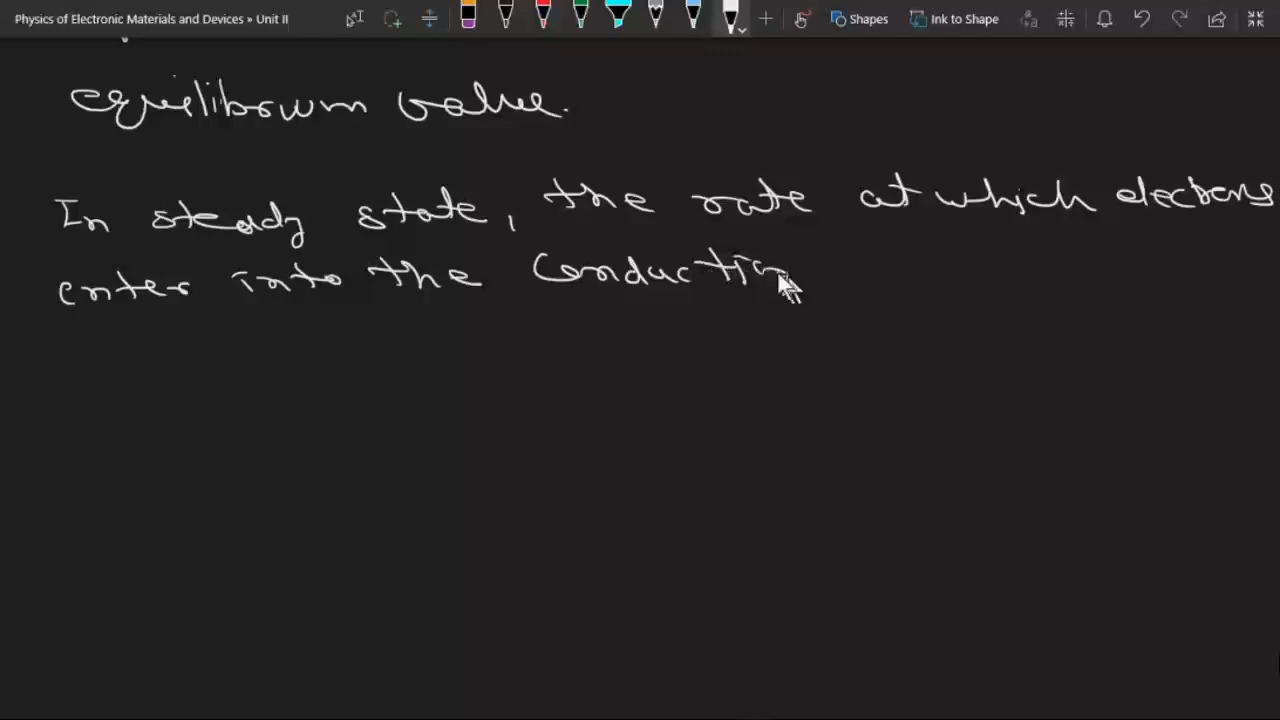 Physics of Electronic Materials and Devices » Unit II
Shapes
Ink to Shape
equilibrium value.
In steady state, the rate at which electrons
enter into the conduction